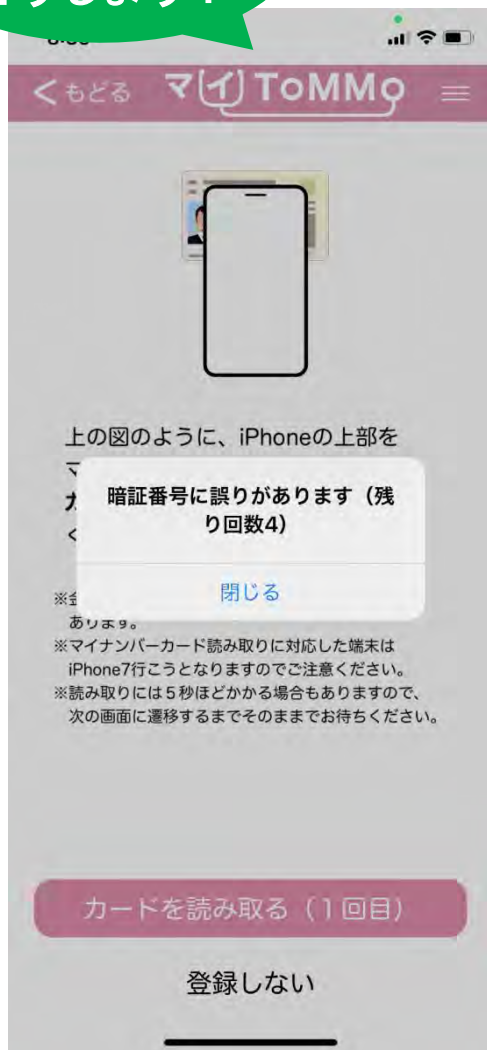 もどる
マイToMMo
上の図のように、iPhoneの上部を
マ
カ
く
暗証番号に誤りがあります（残
り回数4）
閉じる
※金
あります。
※マイナンバーカード読み取りに対応した端末は
iPhone7行こうとなりますのでご注意ください。
※読み取りには５秒ほどかかる場合もありますので、
次の画面に遷移するまでそのままでお待ちください。
カードを読み取る（1回目）
登録しない